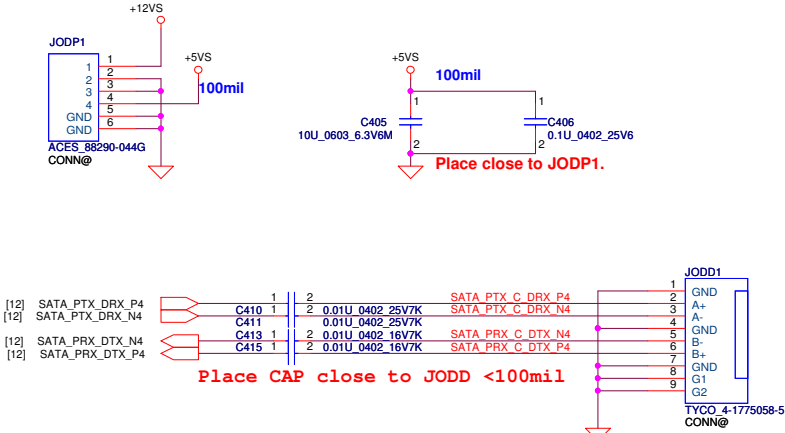 +12VS
JODP1
1
2
3
4
GND
GND
1
2
3
4
5
6
+5VS
100mil
ACES_88290-044G
CONN@
+5VS
100mil
1
1
C405
10U_0603_6.3V6M
C406
0.1U_0402_25V6
2
2
Place close to JODP1.
JODD1
[12] SATA_PTX_DRX_P4
[12] SATA_PTX_DRX_N4
[12] SATA_PRX_DTX_N4
[12] SATA_PRX_DTX_P4
1 2 SATA_PTX_C_DRX_P4
C410 1 2 0.01U_0402_25V7K SATA_PTX_C_DRX_N4
C411 0.01U_0402_25V7K
C413 1 2 0.01U_0402_16V7K SATA_PRX_C_DTX_N4
C415 1 2 0.01U_0402_16V7K SATA_PRX_C_DTX_P4
Place CAP close to JODD <100mil
1 GND
2 A+
3 A-
4 GND
5 B-
6 B+
7 GND
8 G1
9 G2
TYCO_4-1775058-5
CONN@